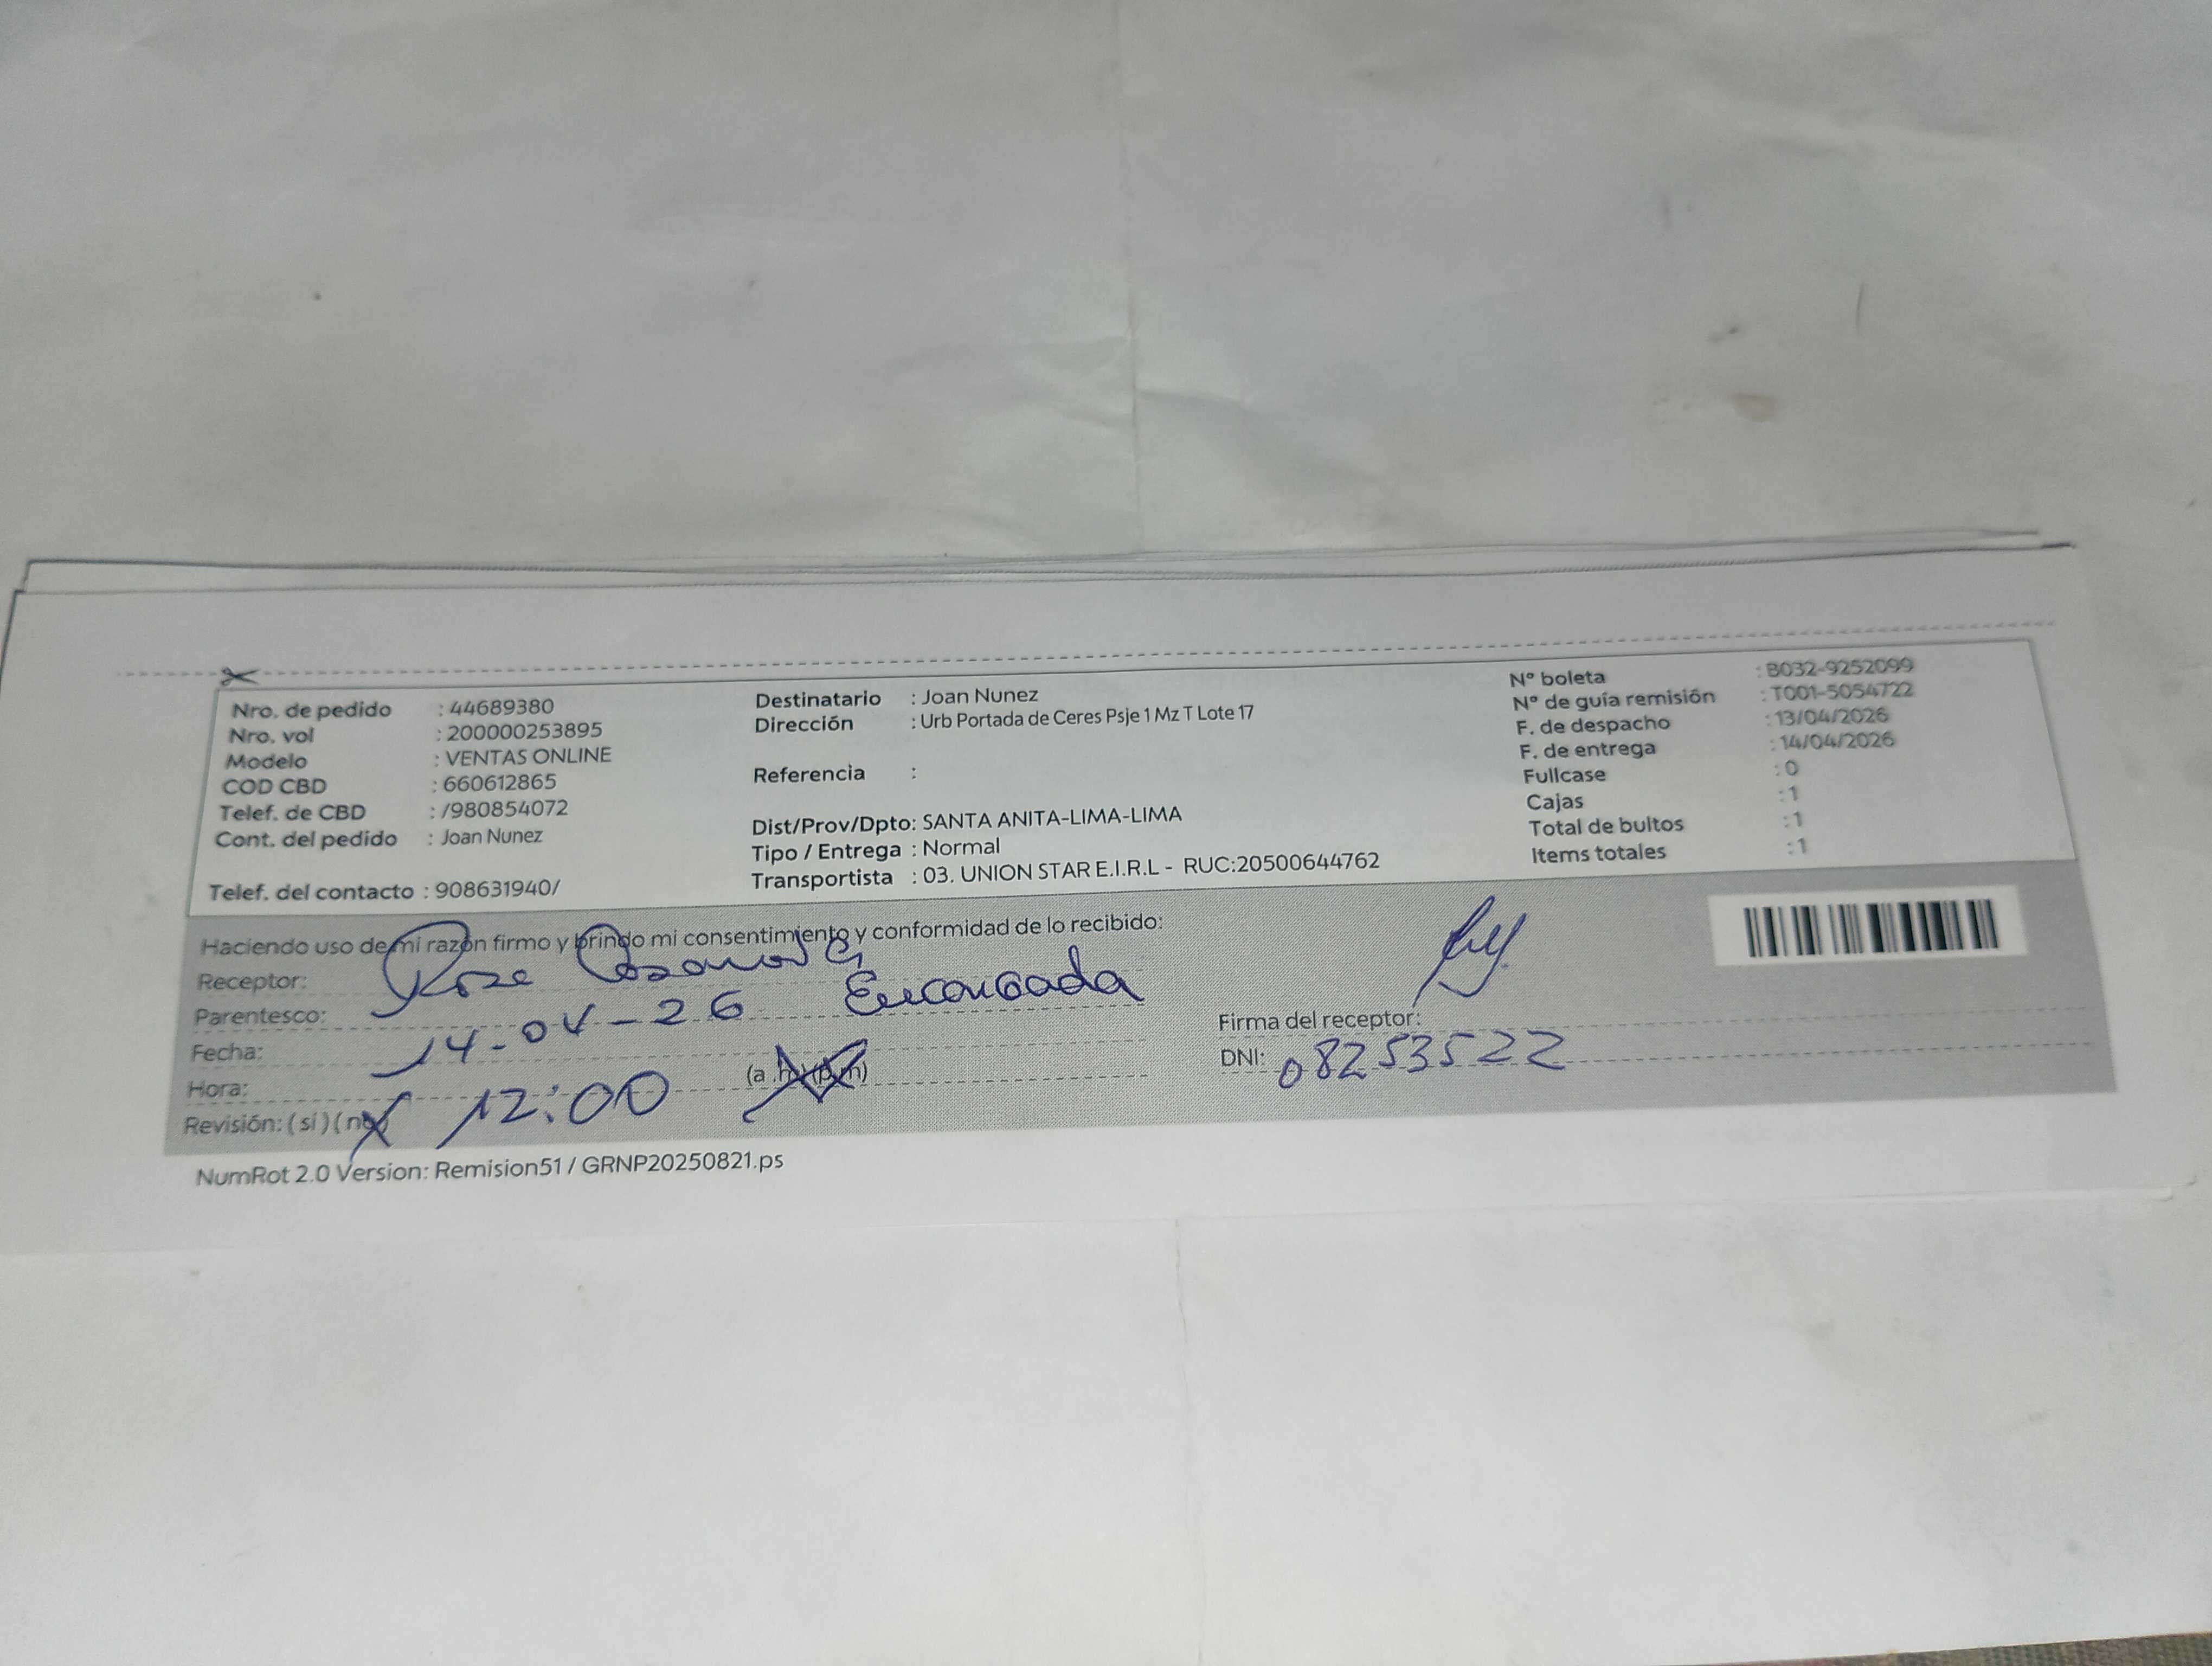 Nro. de pedido : 44689380
Nro. vol : 200000253895
Modelo : VENTAS ONLINE
COD CBD : 660612865
Telef. de CBD : /980854072
Cont. del pedido : Joan Nunez
Telef. del contacto : 908631940/
Destinatario : Joan Nunez
Dirección : Urb Portada de Ceres Psje 1 Mz T Lote 17
Referencia :
Dist/Prov/Dpto: SANTA ANITA-LIMA-LIMA
Tipo / Entrega : Normal
Transportista : 03. UNION STAR E.I.R.L - RUC:20500644762
N° boleta : B032-9252099
N° de guía remisión : T001-5054722
F. de despacho : 13/04/2026
F. de entrega : 14/04/2026
Fullcase : 0
Cajas : 1
Total de bultos : 1
Items totales : 1
Haciendo uso de mi razón firmo y brindo mi consentimiento y conformidad de lo recibido:
Receptor:
Parentesco: Encargada
Fecha: 14-04-26
Hora: 12:00 (a.m) (p.m)
Revisión: ( si ) ( no )
Firma del receptor:
DNI: 08253522
NumRot 2.0 Version: Remision51 / GRNP20250821.ps